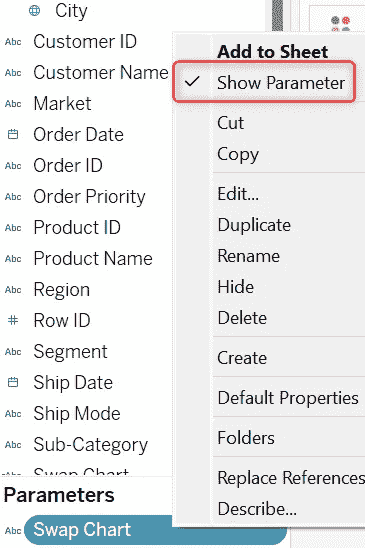 City
Abc Customer ID
Abc Customer Name
Abc Market
Order Date
Abc Order ID
Abc Order Priority
Abc Product ID
Abc Product Name
Abc Region
# Row ID
Abc Segment
Ship Date
Abc Ship Mode
Abc Sub-Category
Abc Swap Chart
Parameters
Abc Swap Chart
Add to Sheet
✓ Show Parameter
Cut
Copy
Edit...
Duplicate
Rename
Hide
Delete
Create
Default Properties
Folders
Replace References
Describe...